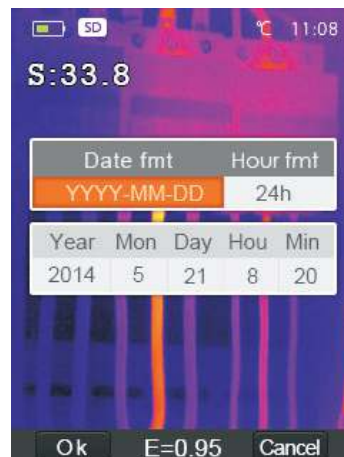 SD ℃ 11:08
S:33.8
Date fmt Hour fmt
YYYY-MM-DD 24h
Year Mon Day Hou Min
2014 5 21 8 20
Ok E=0.95 Cancel